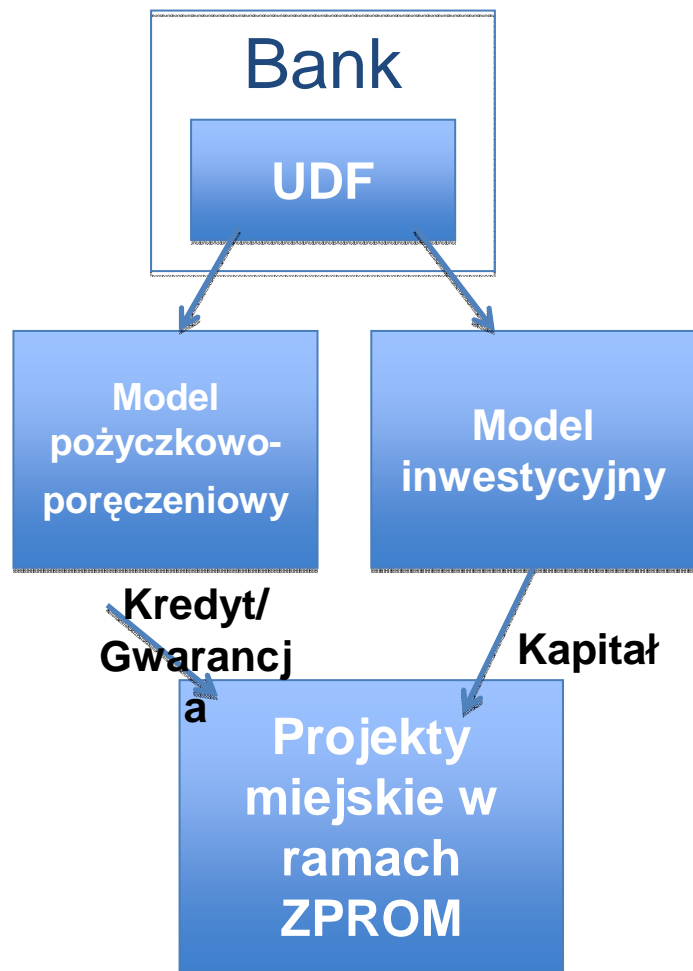 Bank
UDF
Model
pożyczkowo-
poręczeniowy
Model
inwestycyjny
Kredyt/
Gwarancj
a
Kapitał
Projekty
miejskie w
ramach
ZPROM